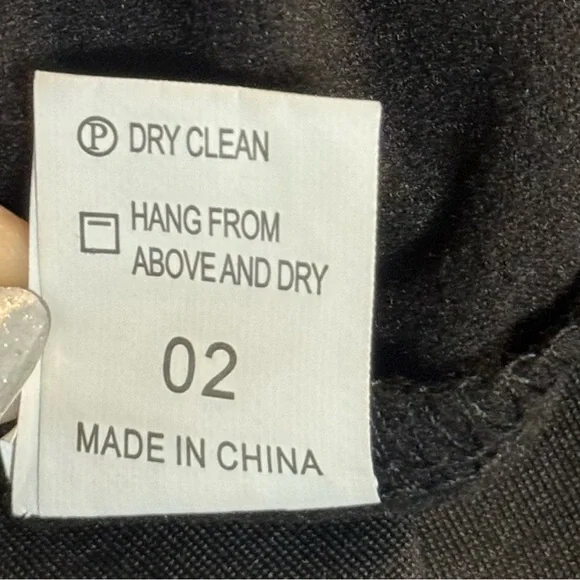 Ⓟ DRY CLEAN
HANG FROM
ABOVE AND DRY
02
MADE IN CHINA